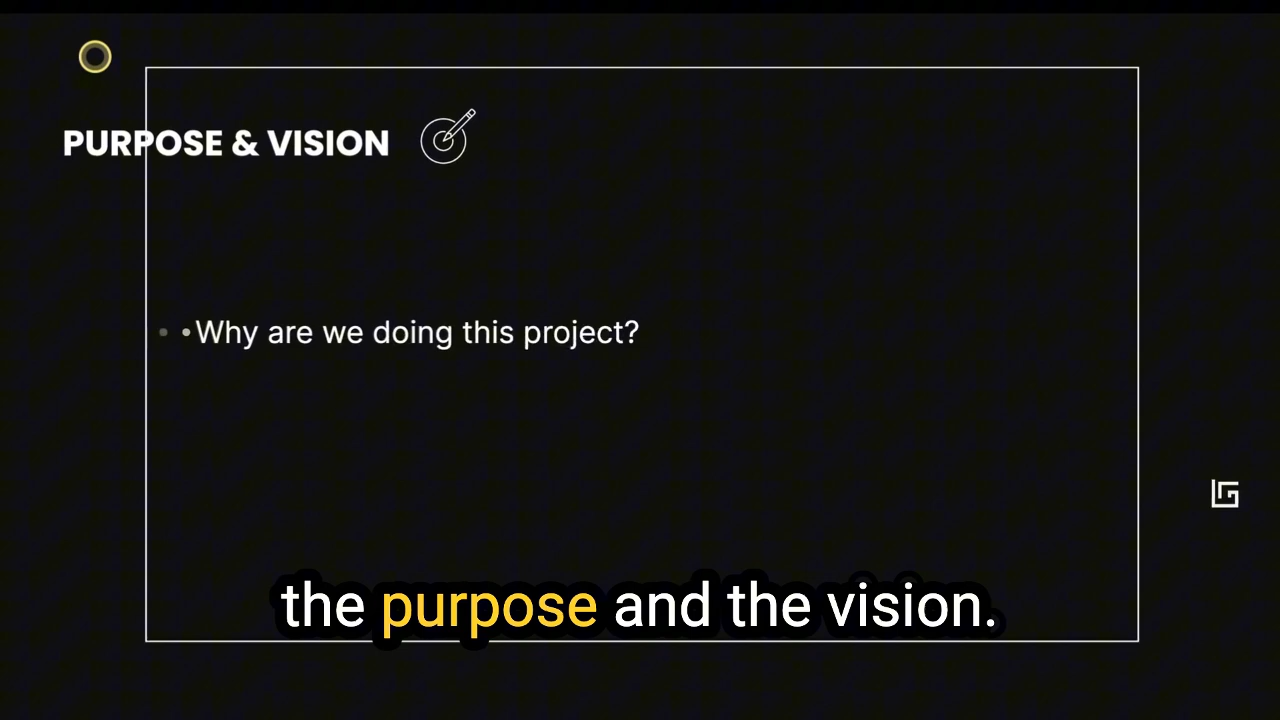 PURPOSE & VISION
• •Why are we doing this project?
the purpose and the vision.